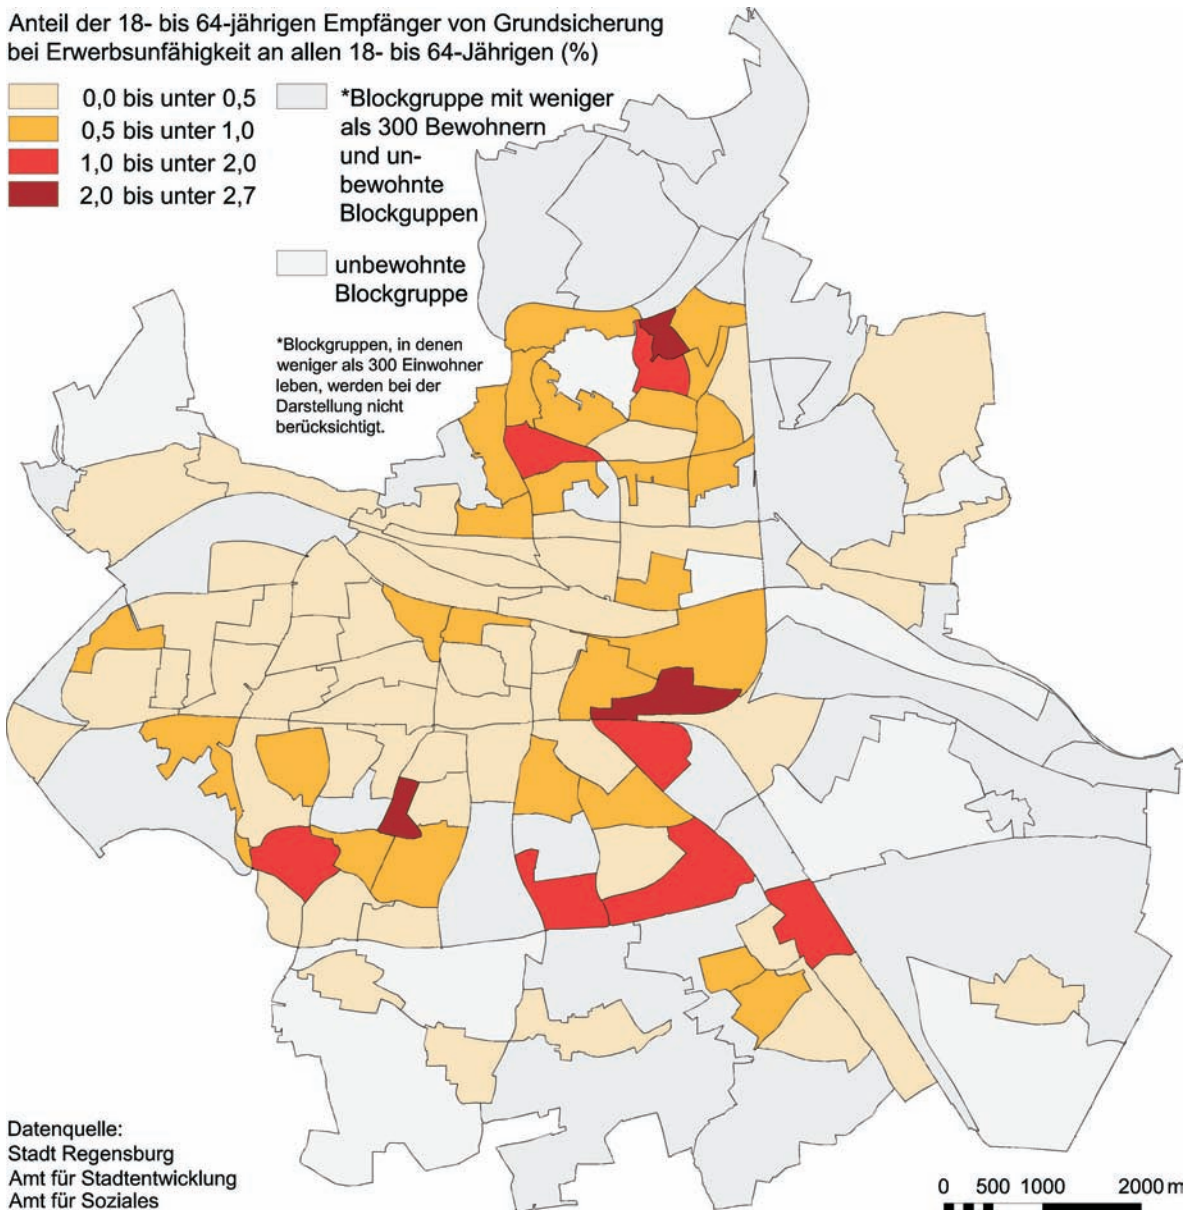 Anteil der 18- bis 64-jährigen Empfänger von Grundsicherung
bei Erwerbsunfähigkeit an allen 18- bis 64-Jährigen (%)
0,0 bis unter 0,5
0,5 bis unter 1,0
1,0 bis unter 2,0
2,0 bis unter 2,7
*Blockgruppe mit weniger
als 300 Bewohnern
und un-
bewohnte
Blockguppen
unbewohnte
Blockgruppe
*Blockgruppen, in denen
weniger als 300 Einwohner
leben, werden bei der
Darstellung nicht
berücksichtigt.
Datenquelle:
Stadt Regensburg
Amt für Stadtentwicklung
Amt für Soziales
0 500 1000 2000 m